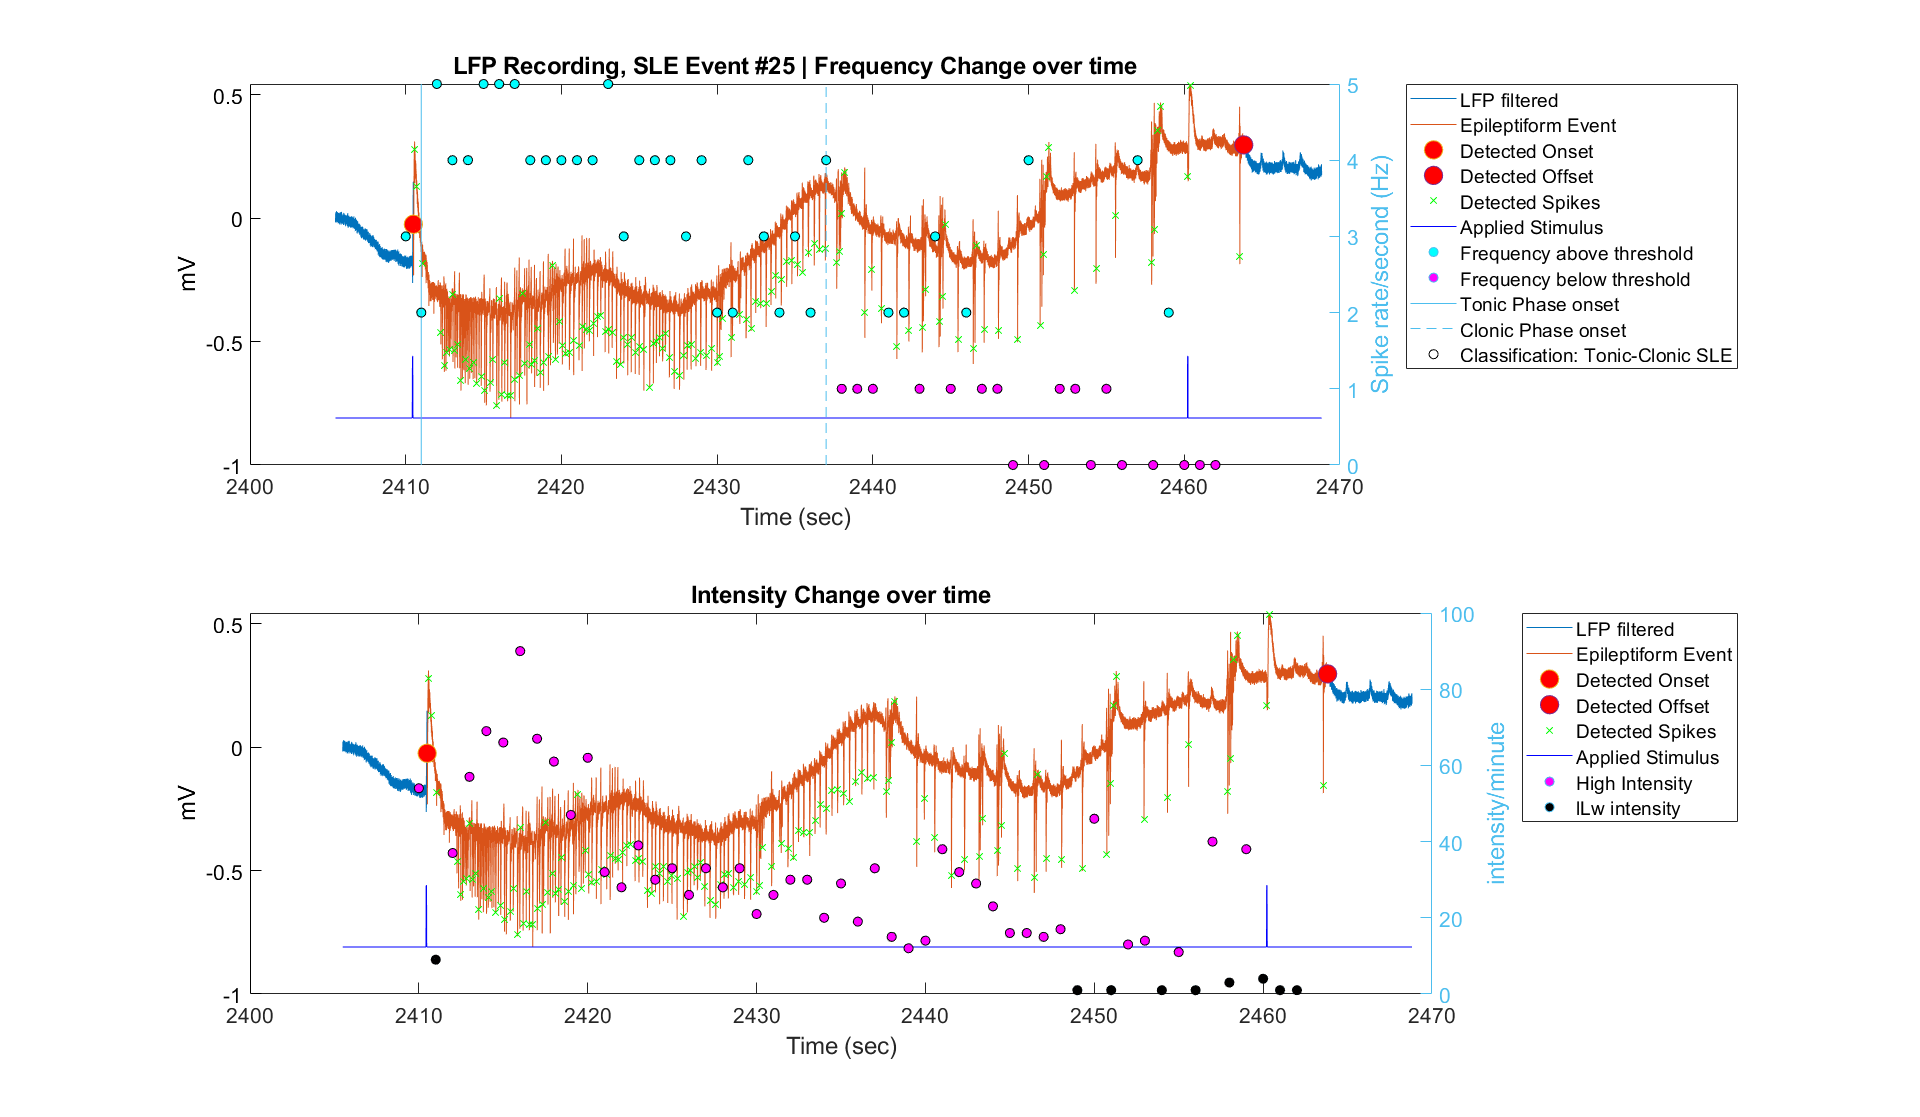 LFP Recording, SLE Event #25 | Frequency Change over time
0.5
0
-0.5
-1
mV
5
4
3
2
1
0
Spike rate/second (Hz)
2400
2410
2420
2430
2440
2450
2460
2470
Time (sec)
LFP filtered
Epileptiform Event
Detected Onset
Detected Offset
Detected Spikes
Applied Stimulus
Frequency above threshold
Frequency below threshold
Tonic Phase onset
Clonic Phase onset
Classification: Tonic-Clonic SLE
Intensity Change over time
0.5
0
-0.5
-1
mV
100
80
60
40
20
0
intensity/minute
2400
2410
2420
2430
2440
2450
2460
2470
Time (sec)
LFP filtered
Epileptiform Event
Detected Onset
Detected Offset
Detected Spikes
Applied Stimulus
High Intensity
lLw intensity